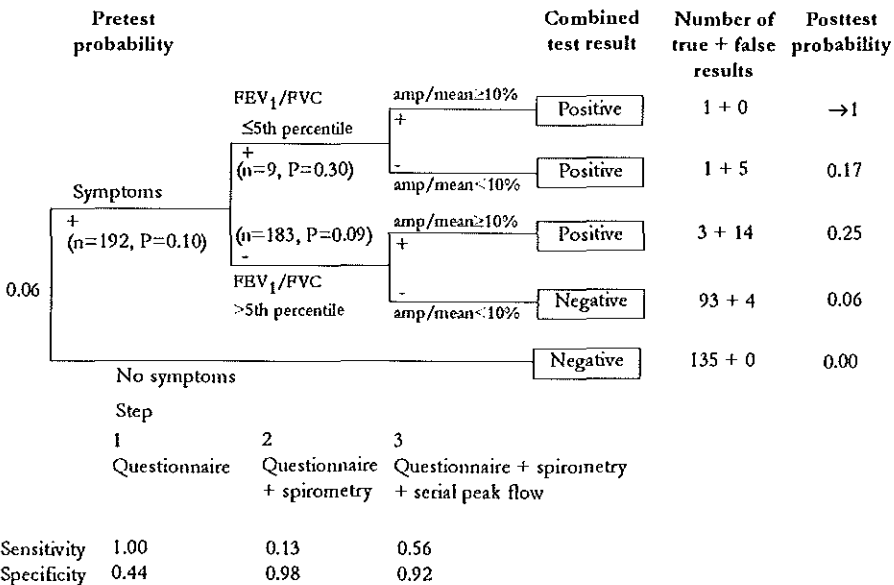 Pretest probability
Combined test result
Number of true + false results
Posttest probability
FEV1/FVC
≤5th percentile
+
(n=9, P=0.30)
amp/mean≥10%
+
Positive
1 + 0
→1
-
amp/mean<10%
Positive
1 + 5
0.17
Symptoms
+
(n=192, P=0.10)
(n=183, P=0.09)
-
FEV1/FVC
>5th percentile
amp/mean≥10%
+
Positive
3 + 14
0.25
0.06
-
amp/mean<10%
Negative
93 + 4
0.06
No symptoms
Negative
135 + 0
0.00
Step
1 2 3
Questionnaire Questionnaire Questionnaire + spirometry
+ spirometry + serial peak flow
Sensitivity 1.00 0.13 0.56
Specificity 0.44 0.98 0.92